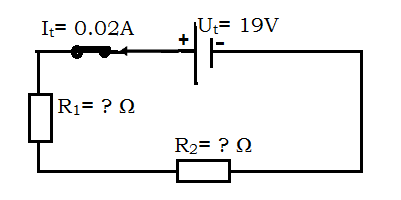 It= 0.02A
Ut= 19V
+ -
R1= ? Ω
R2= ? Ω